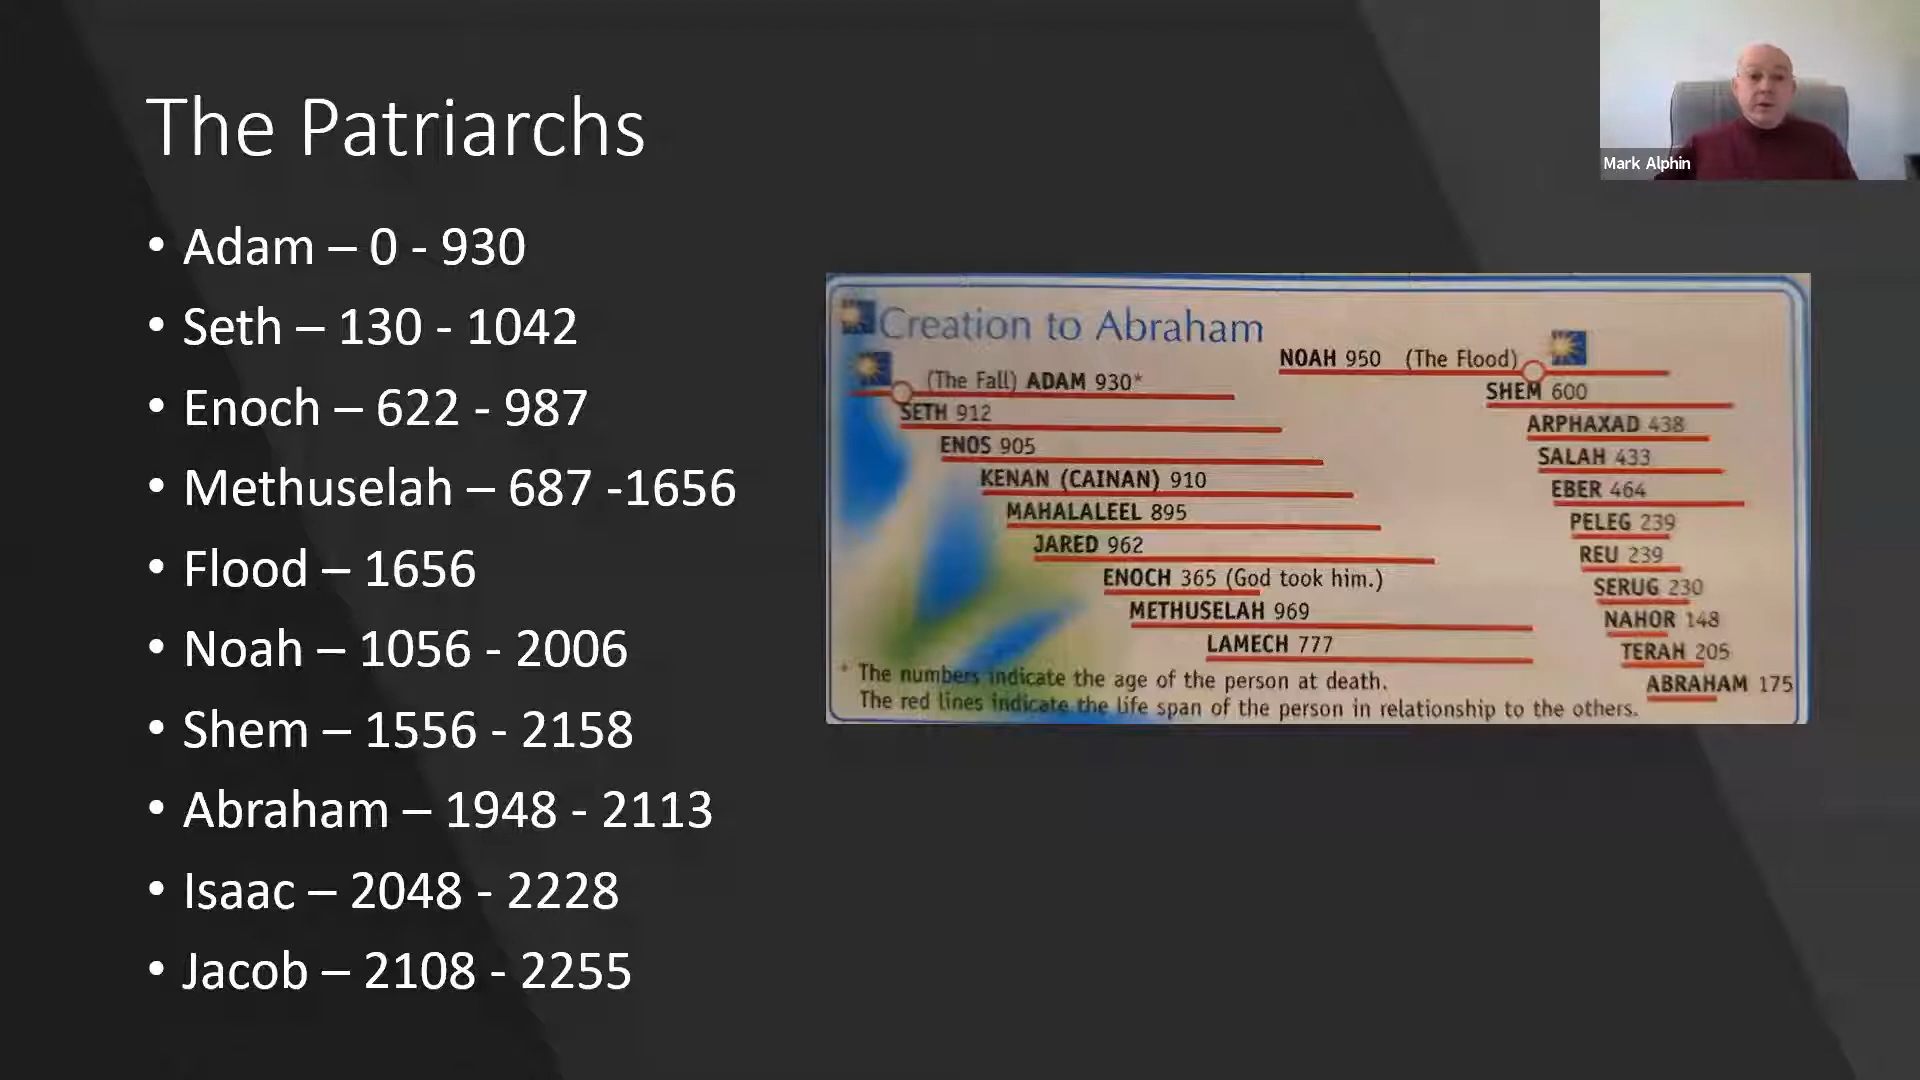 The Patriarchs
• Adam – 0 - 930
• Seth – 130 - 1042
• Enoch – 622 - 987
• Methuselah – 687 -1656
• Flood – 1656
• Noah – 1056 - 2006
• Shem – 1556 - 2158
• Abraham – 1948 - 2113
• Isaac – 2048 - 2228
• Jacob – 2108 - 2255
Mark Alphin
Creation to Abraham
(The Fall) ADAM 930*
SETH 912
ENOS 905
KENAN (CAINAN) 910
MAHALALEEL 895
JARED 962
ENOCH 365 (God took him.)
METHUSELAH 969
LAMECH 777
NOAH 950 (The Flood)
SHEM 600
ARPHAXAD 438
SALAH 433
EBER 464
PELEG 239
REU 239
SERUG 230
NAHOR 148
TERAH 205
ABRAHAM 175
* The numbers indicate the age of the person at death.
The red lines indicate the life span of the person in relationship to the others.